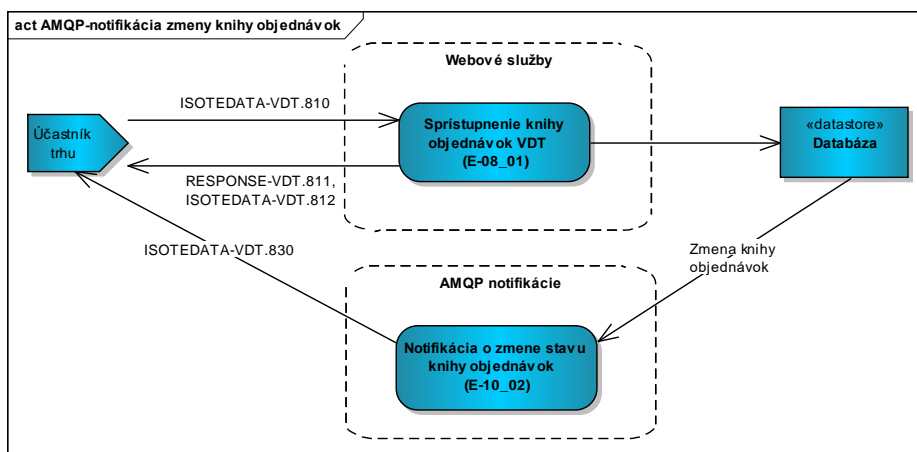 act AMQP-notifikácia zmeny knihy objednávok
Webové služby
ISOTEDATA-VDT.810
Účastník
trhu
Sprístupnenie knihy
objednávok VDT
(E-08_01)
«datastore»
Databáza
RESPONSE-VDT.811,
ISOTEDATA-VDT.812
ISOTEDATA-VDT.830
Zmena knihy
objednávok
AMQP notifikácie
Notifikácia o zmene stavu
knihy objednávok
(E-10_02)